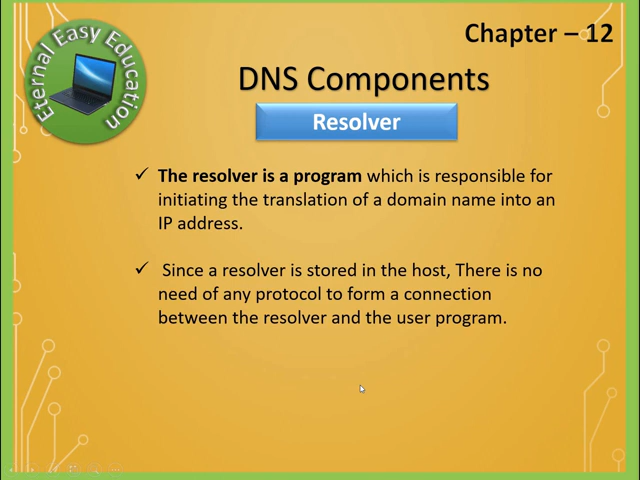 Eternal Easy Education
Chapter – 12
DNS Components
Resolver
✓ The resolver is a program which is responsible for
initiating the translation of a domain name into an
IP address.
✓ Since a resolver is stored in the host, There is no
need of any protocol to form a connection
between the resolver and the user program.